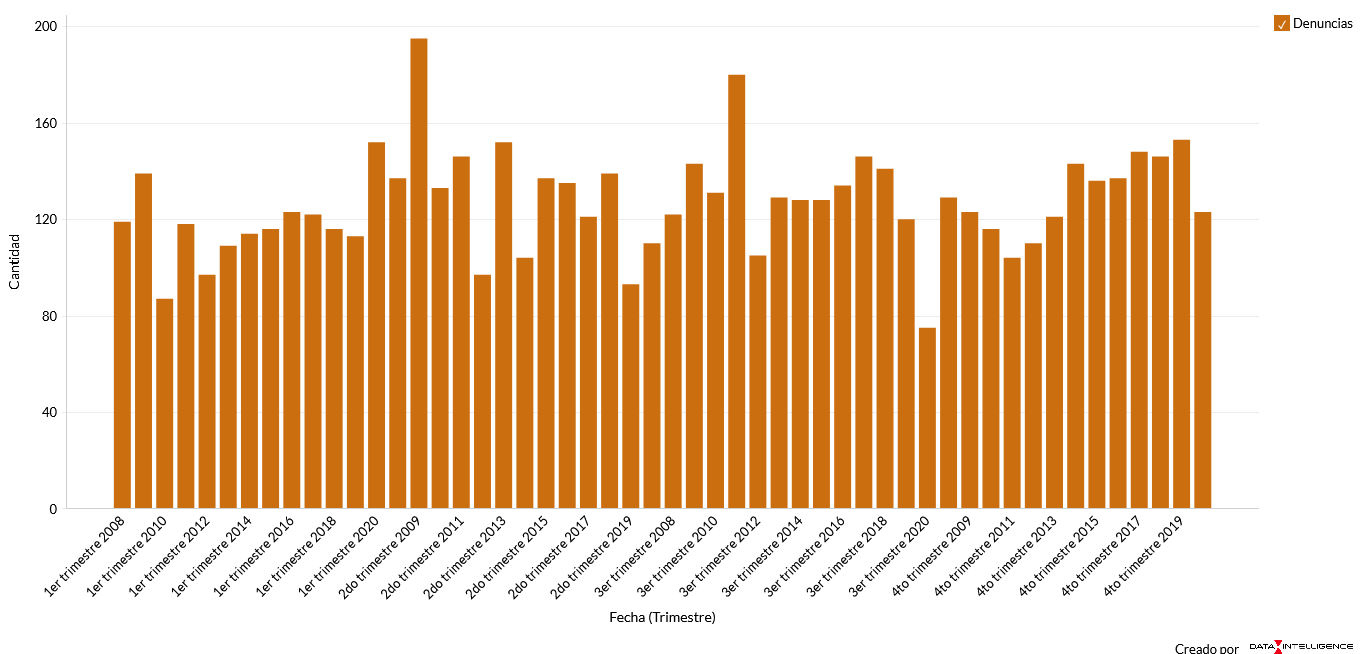 200
160
120
80
40
0
Cantidad
✓ Denuncias
1er trimestre 2008
1er trimestre 2010
1er trimestre 2012
1er trimestre 2014
1er trimestre 2016
1er trimestre 2018
1er trimestre 2020
2do trimestre 2009
2do trimestre 2011
2do trimestre 2013
2do trimestre 2015
2do trimestre 2017
2do trimestre 2019
3er trimestre 2008
3er trimestre 2010
3er trimestre 2012
3er trimestre 2014
3er trimestre 2016
3er trimestre 2018
3er trimestre 2020
4to trimestre 2009
4to trimestre 2011
4to trimestre 2013
4to trimestre 2015
4to trimestre 2017
4to trimestre 2019
Fecha (Trimestre)
Creado por DATA INTELLIGENCE